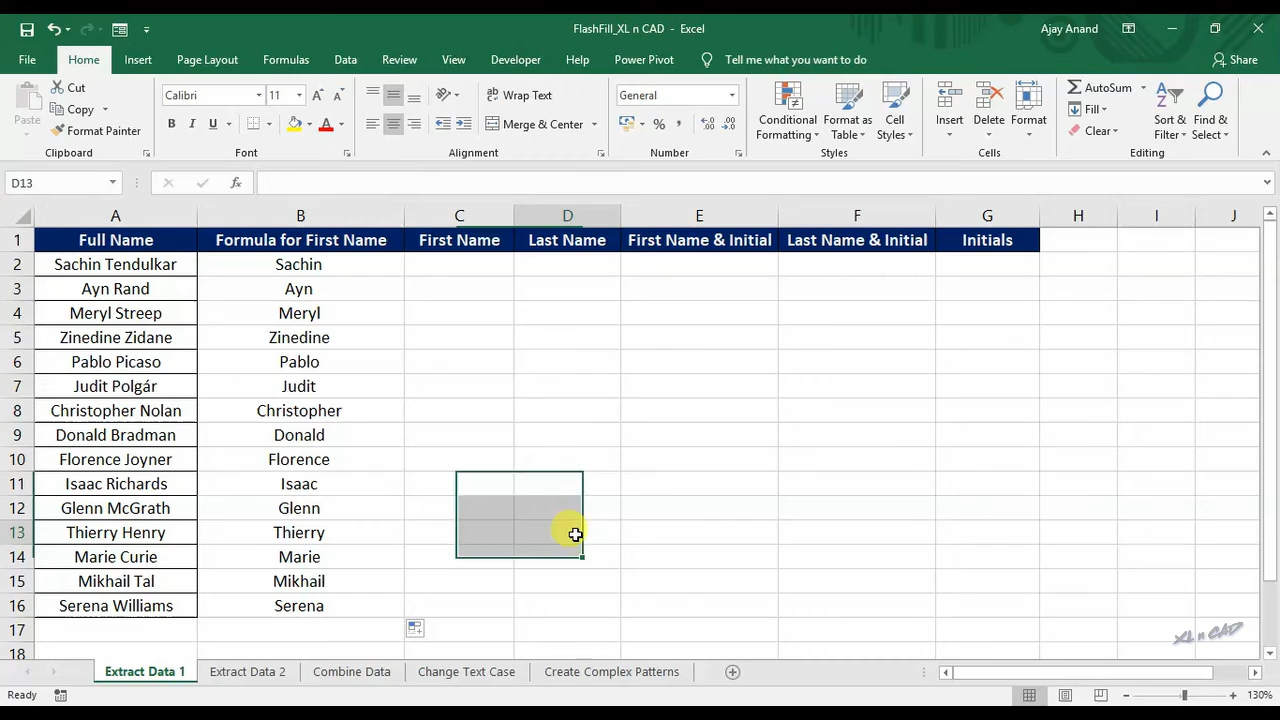 FlashFill_XL n CAD - Excel
Ajay Anand
File Home Insert Page Layout Formulas Data Review View Developer Help Power Pivot Tell me what you want to do Share
Paste
Cut
Copy
Format Painter
Clipboard
Calibri 11
B I U
Font
Wrap Text
Merge & Center
Alignment
General
Number
Conditional Formatting
Format as Table
Cell Styles
Styles
Insert Delete Format
Cells
AutoSum
Fill
Clear
Sort & Filter
Find & Select
Editing
D13
A B C D E F G H I J
1 Full Name Formula for First Name First Name Last Name First Name & Initial Last Name & Initial Initials
2 Sachin Tendulkar Sachin
3 Ayn Rand Ayn
4 Meryl Streep Meryl
5 Zinedine Zidane Zinedine
6 Pablo Picaso Pablo
7 Judit Polgár Judit
8 Christopher Nolan Christopher
9 Donald Bradman Donald
10 Florence Joyner Florence
11 Isaac Richards Isaac
12 Glenn McGrath Glenn
13 Thierry Henry Thierry
14 Marie Curie Marie
15 Mikhail Tal Mikhail
16 Serena Williams Serena
17
18
XL n CAD
Extract Data 1 Extract Data 2 Combine Data Change Text Case Create Complex Patterns
Ready
130%